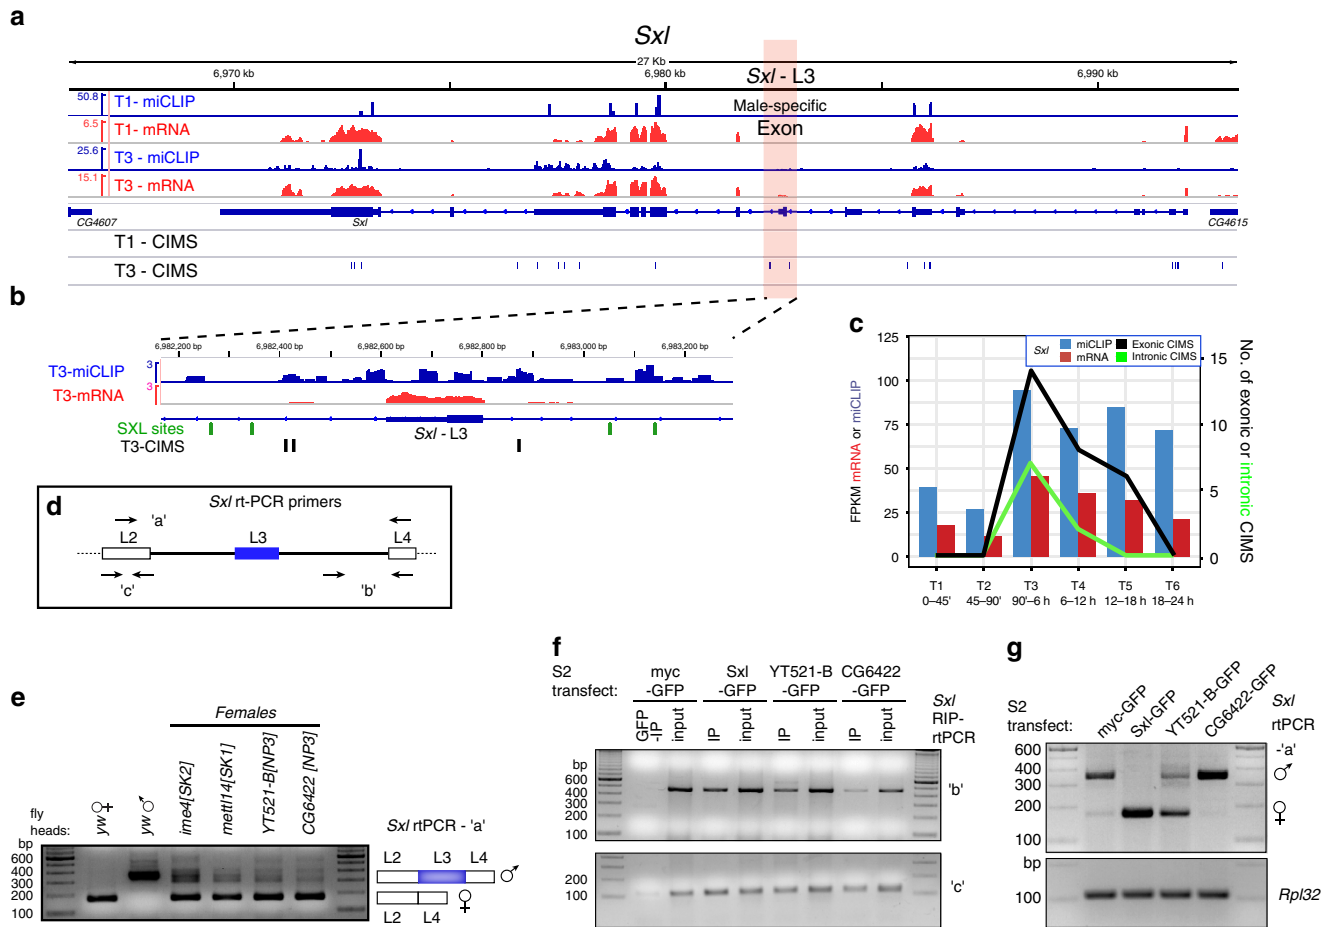 a
Sxl
27 Kb
6,970 kb
6,980 kb
6,990 kb
Sxl - L3
Male-specific
Exon
50.8
T1- miCLIP
6.5
T1- mRNA
25.6
T3 - miCLIP
15.1
T3 - mRNA
CG4607
Sxl
CG4615
T1 - CIMS
T3 - CIMS
b
6,982,200 bp
6,982,400 bp
6,982,600 bp
6,982,800 bp
6,983,000 bp
6,983,200 bp
T3-miCLIP
3
T3-mRNA
3
SXL sites
Sxl - L3
T3-CIMS
c
Sxl
miCLIP
mRNA
Exonic CIMS
Intronic CIMS
FPKM mRNA or miCLIP
125
100
75
50
25
0
15
10
5
0
No. of exonic or intronic CIMS
T1
T2
T3
T4
T5
T6
0–45'
45–90'
90'–6 h
6–12 h
12–18 h
18–24 h
d
Sxl rt-PCR primers
'a'
L2
L3
L4
'c'
'b'
e
Females
fly
heads:
yw ♀
yw ♂
ime4[SK2]
mettl14[SK1]
YT521-B[NP3]
CG6422 [NP3]
bp
600
400
300
200
100
Sxl rtPCR - 'a'
L2
L3
L4
♂
♀
L2
L4
f
S2
transfect:
myc
-GFP
Sxl
-GFP
YT521-B
-GFP
CG6422
-GFP
GFP
-IP
input
IP
input
IP
input
IP
input
Sxl
RIP-
rtPCR
bp
600
400
300
200
100
'b'
200
100
'c'
g
S2
transfect:
myc-GFP
Sxl-GFP
YT521-B-GFP
CG6422-GFP
Sxl
rtPCR
-'a'
600
400
300
200
100
♂
♀
bp
100
Rpl32